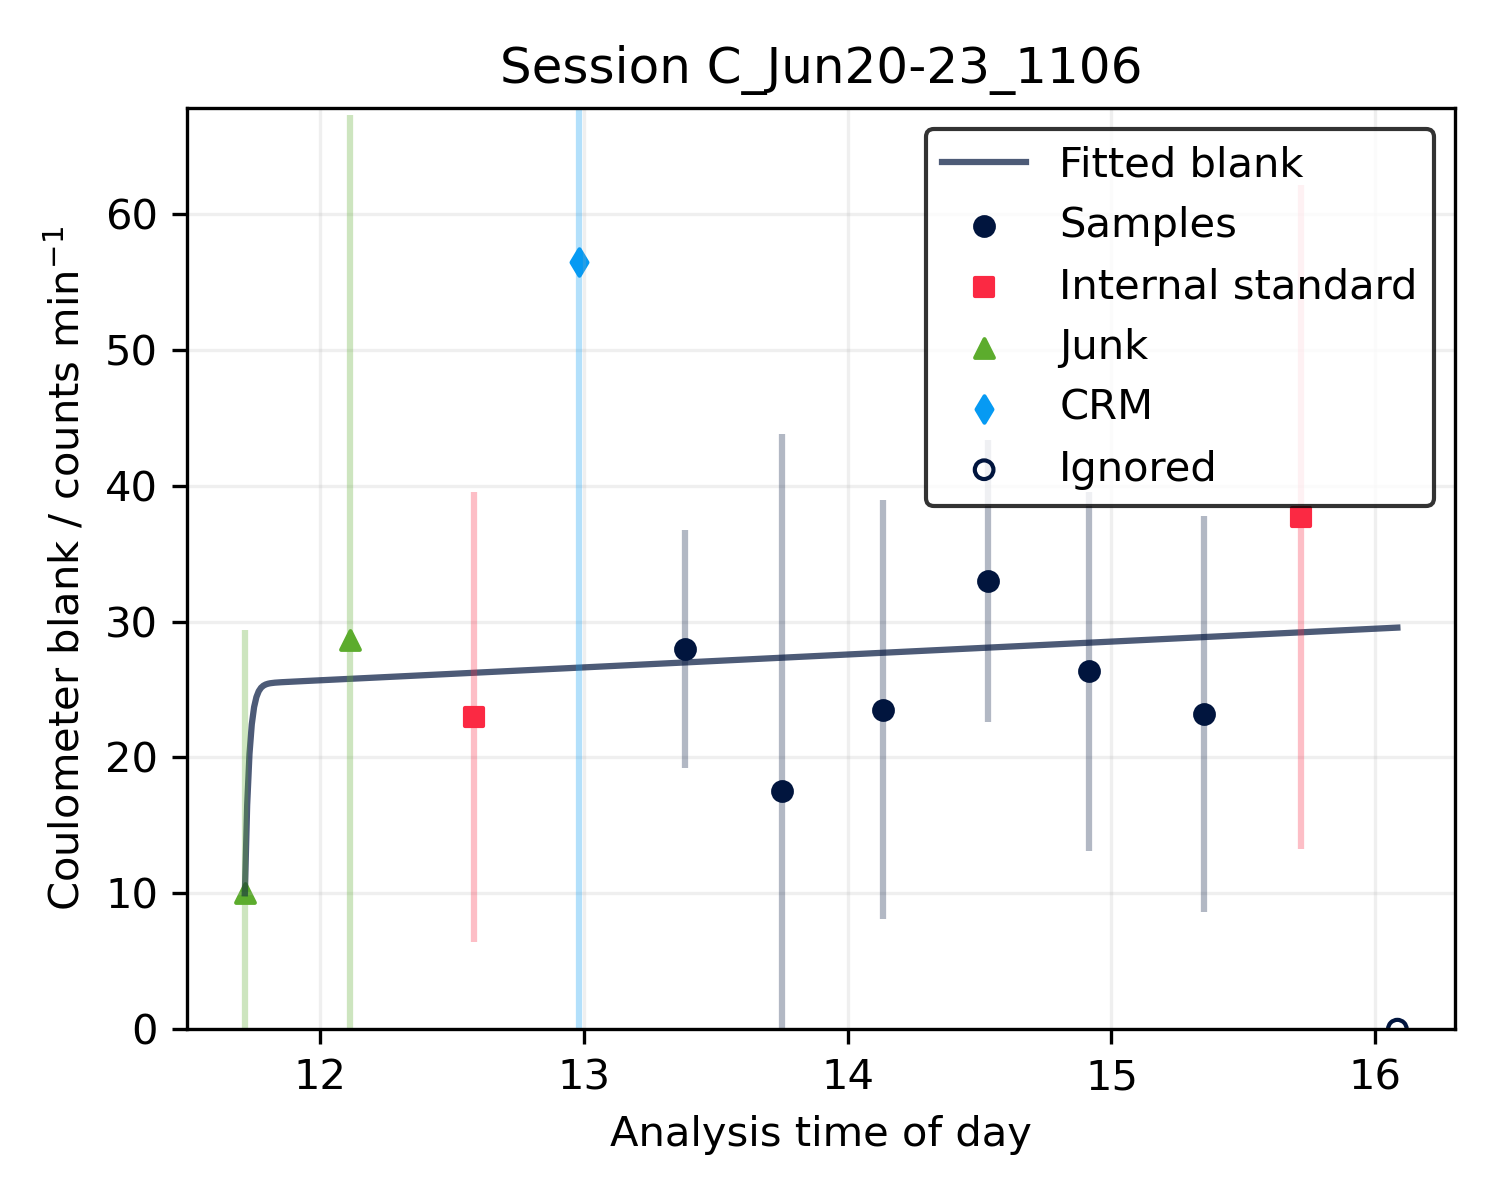 Session C_Jun20-23_1106
Fitted blank
Samples
Internal standard
Junk
CRM
Ignored
60
50
40
30
20
10
0
Coulometer blank / counts min⁻¹
12 13 14 15 16
Analysis time of day